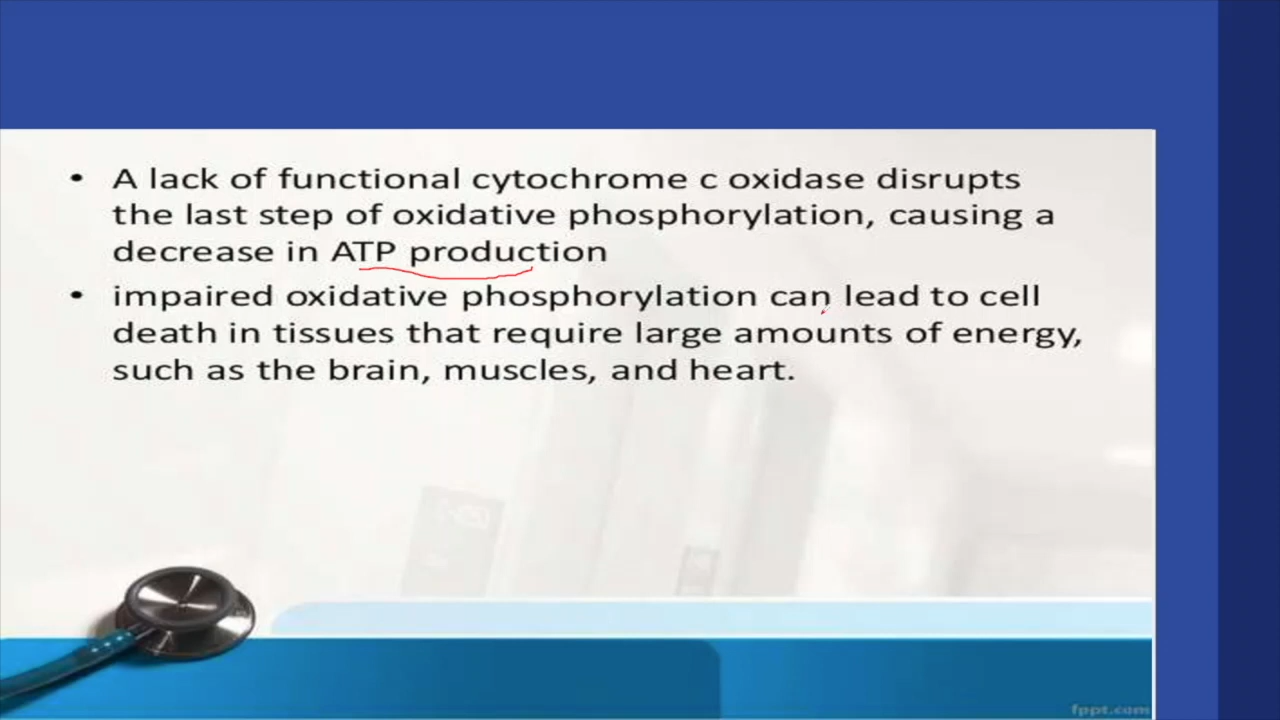 • A lack of functional cytochrome c oxidase disrupts
the last step of oxidative phosphorylation, causing a
decrease in ATP production
• impaired oxidative phosphorylation can lead to cell
death in tissues that require large amounts of energy,
such as the brain, muscles, and heart.
fppt.com